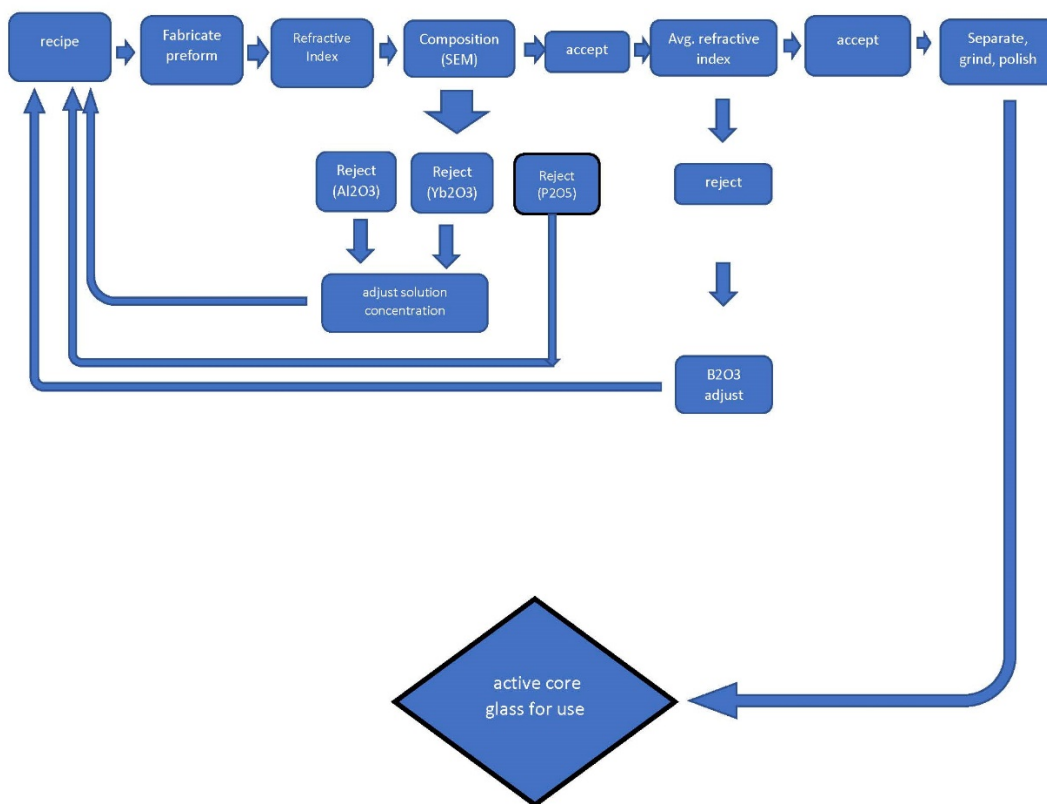 recipe
Fabricate
preform
Refractive
Index
Composition
(SEM)
accept
Avg. refractive
index
accept
Separate,
grind, polish
Reject
(Al2O3)
Reject
(Yb2O3)
Reject
(P2O5)
reject
adjust solution
concentration
B2O3
adjust
active core
glass for use